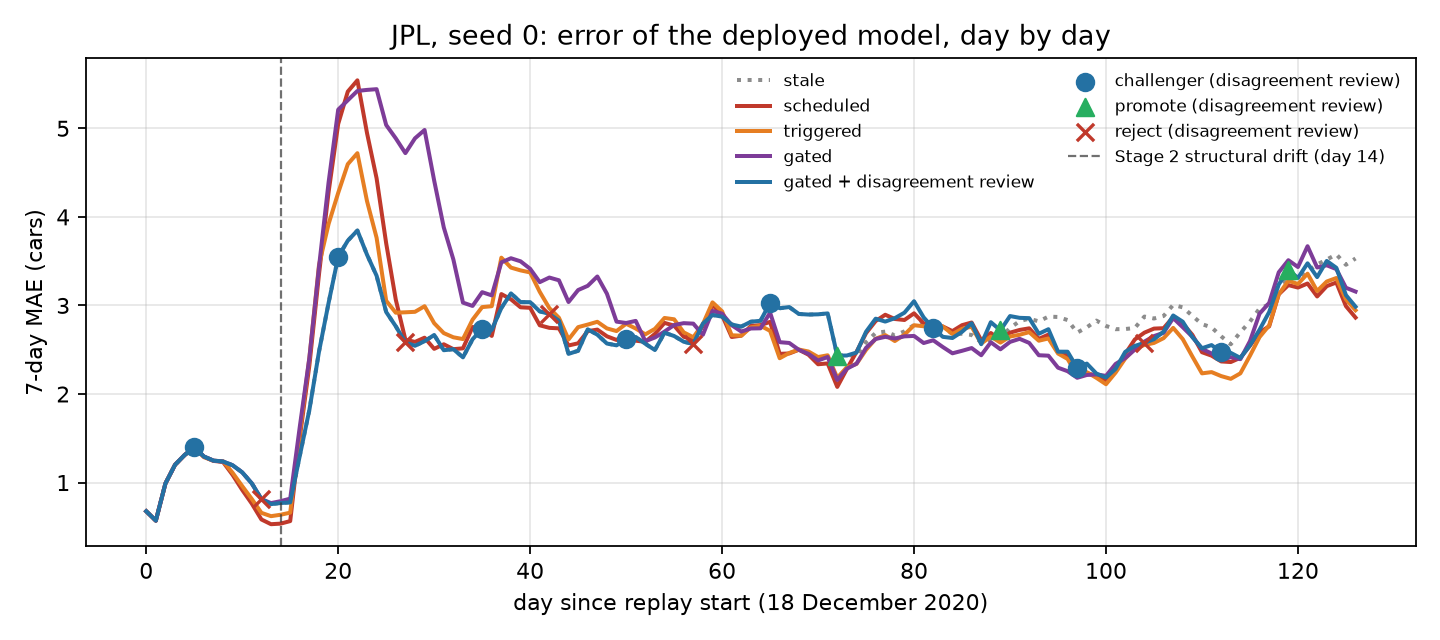 JPL, seed 0: error of the deployed model, day by day
7-day MAE (cars)
5
4
3
2
1
stale
scheduled
triggered
gated
gated + disagreement review
challenger (disagreement review)
promote (disagreement review)
reject (disagreement review)
Stage 2 structural drift (day 14)
0 20 40 60 80 100 120
day since replay start (18 December 2020)